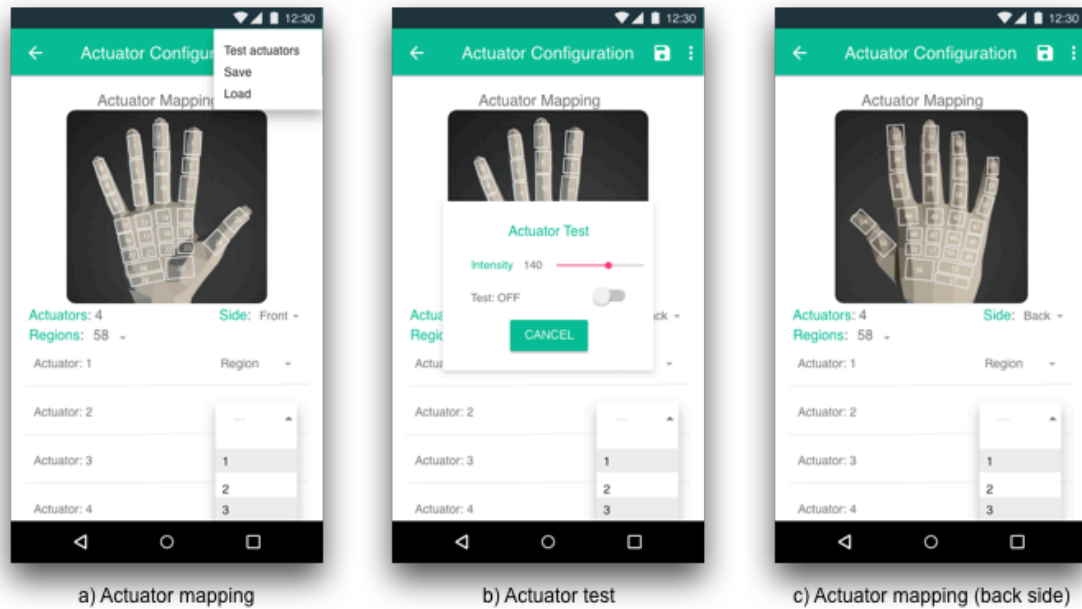 12:30
Actuator Configur
Test actuators
Save
Load
Actuator Mapping
Actuators: 4
Side: Front
Regions: 58
Actuator: 1
Region
Actuator: 2
---
Actuator: 3
1
2
Actuator: 4
3
a) Actuator mapping
12:30
Actuator Configuration
Actuator Mapping
Actuator Test
Intensity 140
Test: OFF
CANCEL
Actua
ck
Regio
Actua
Actuator: 2
---
Actuator: 3
1
2
Actuator: 4
3
b) Actuator test
12:30
Actuator Configuration
Actuator Mapping
Actuators: 4
Side: Back
Regions: 58
Actuator: 1
Region
Actuator: 2
---
Actuator: 3
1
2
Actuator: 4
3
c) Actuator mapping (back side)